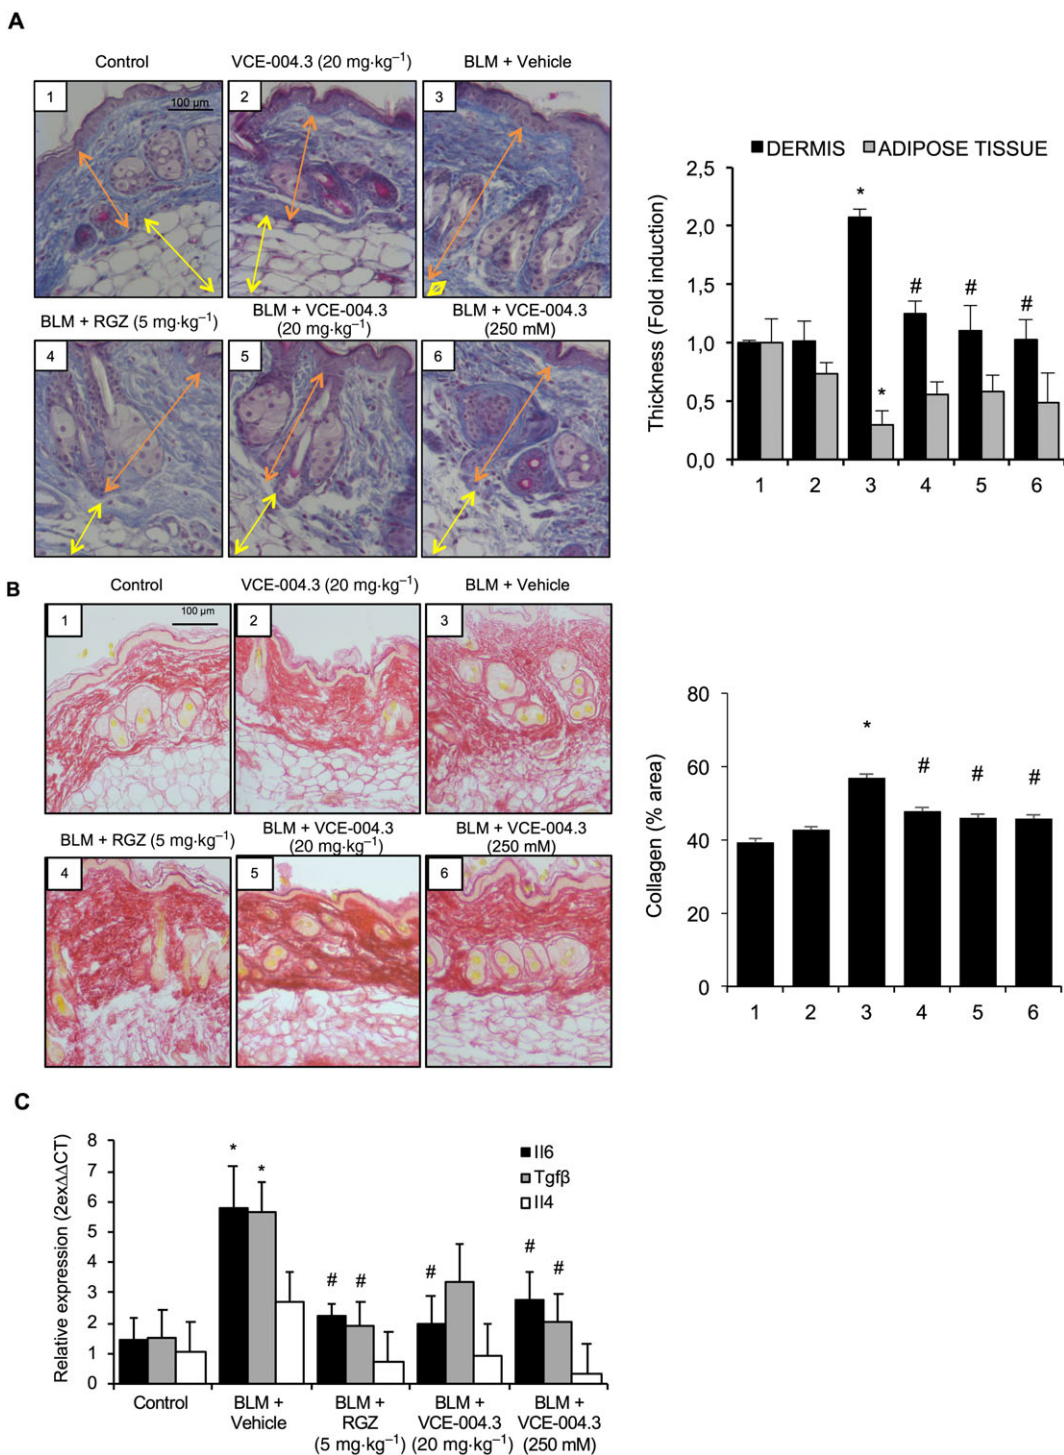 A
Control
VCE-004.3 (20 mg·kg⁻¹)
BLM + Vehicle
1
100 µm
2
3
BLM + RGZ (5 mg·kg⁻¹)
BLM + VCE-004.3
(20 mg·kg⁻¹)
BLM + VCE-004.3
(250 mM)
4
5
6
DERMIS
ADIPOSE TISSUE
Thickness (Fold induction)
2,5
2,0
1,5
1,0
0,5
0,0
*
*
#
#
#
1 2 3 4 5 6
B
Control
VCE-004.3 (20 mg·kg⁻¹)
BLM + Vehicle
1
100 µm
2
3
BLM + RGZ (5 mg·kg⁻¹)
BLM + VCE-004.3
(20 mg·kg⁻¹)
BLM + VCE-004.3
(250 mM)
4
5
6
Collagen (% area)
80
60
40
20
0
*
#
#
#
1 2 3 4 5 6
C
Relative expression (2exΔΔCT)
8
7
6
5
4
3
2
1
0
Il6
Tgfβ
Il4
* *
# #
#
# #
Control
BLM +
Vehicle
BLM +
RGZ
(5 mg·kg⁻¹)
BLM +
VCE-004.3
(20 mg·kg⁻¹)
BLM +
VCE-004.3
(250 mM)